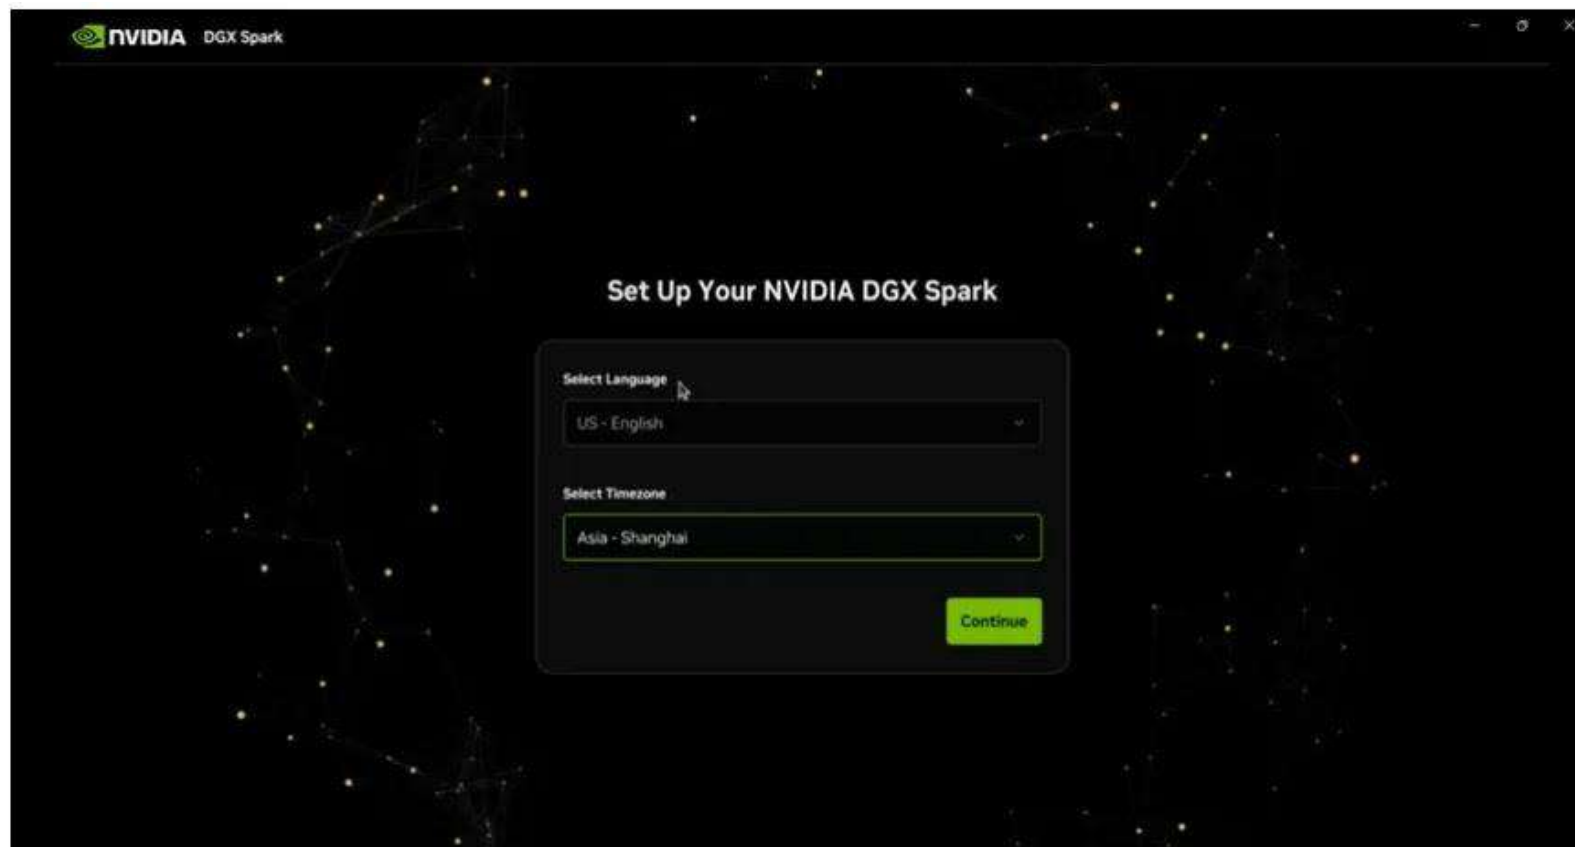 NVIDIA DGX Spark
Set Up Your NVIDIA DGX Spark
Select Language
US - English
Select Timezone
Asia - Shanghai
Continue